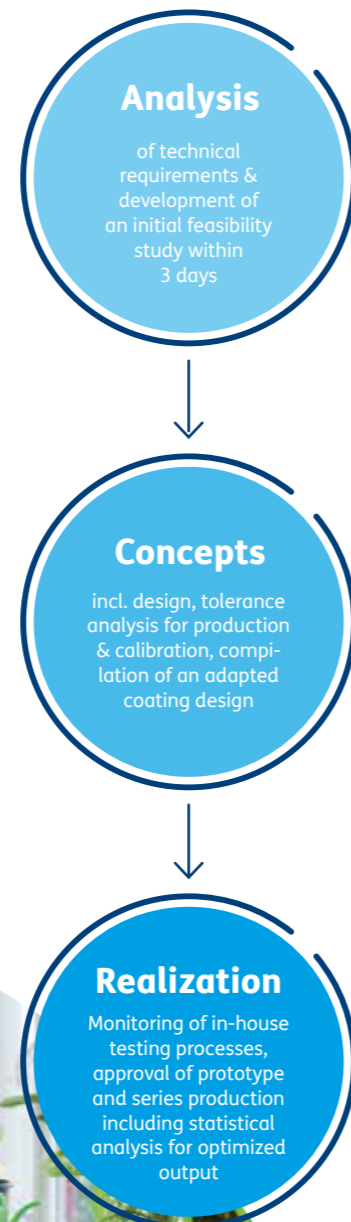 Analysis
of technical
requirements &
development of
an initial feasibility
study within
3 days
Concepts
incl. design, tolerance
analysis for production
& calibration, compi-
lation of an adapted
coating design
Realization
Monitoring of in-house
testing processes,
approval of prototype
and series production
including statistical
analysis for optimized
output